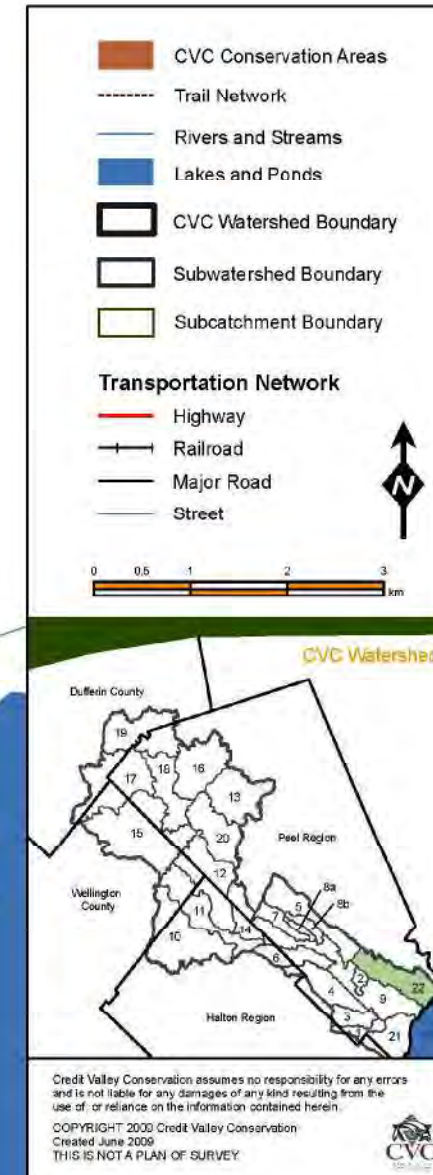 CVC Conservation Areas
Trail Network
Rivers and Streams
Lakes and Ponds
CVC Watershed Boundary
Subwatershed Boundary
Subcatchment Boundary
Transportation Network
Highway
Railroad
Major Road
Street
N
0 0.5 1 2 3
km
CVC Watershed
Dufferin County
19
18
16
17
13
15
20
Peel Region
12
8a
Wellington
County
5
8b
11
7
10
14
6
2
22
4
9
3
Halton Region
21
1
Credit Valley Conservation assumes no responsibility for any errors
and is not liable for any damages of any kind resulting from the
use of, or reliance on the information contained herein.
COPYRIGHT 2009 Credit Valley Conservation
Created June 2009
THIS IS NOT A PLAN OF SURVEY.
CVC